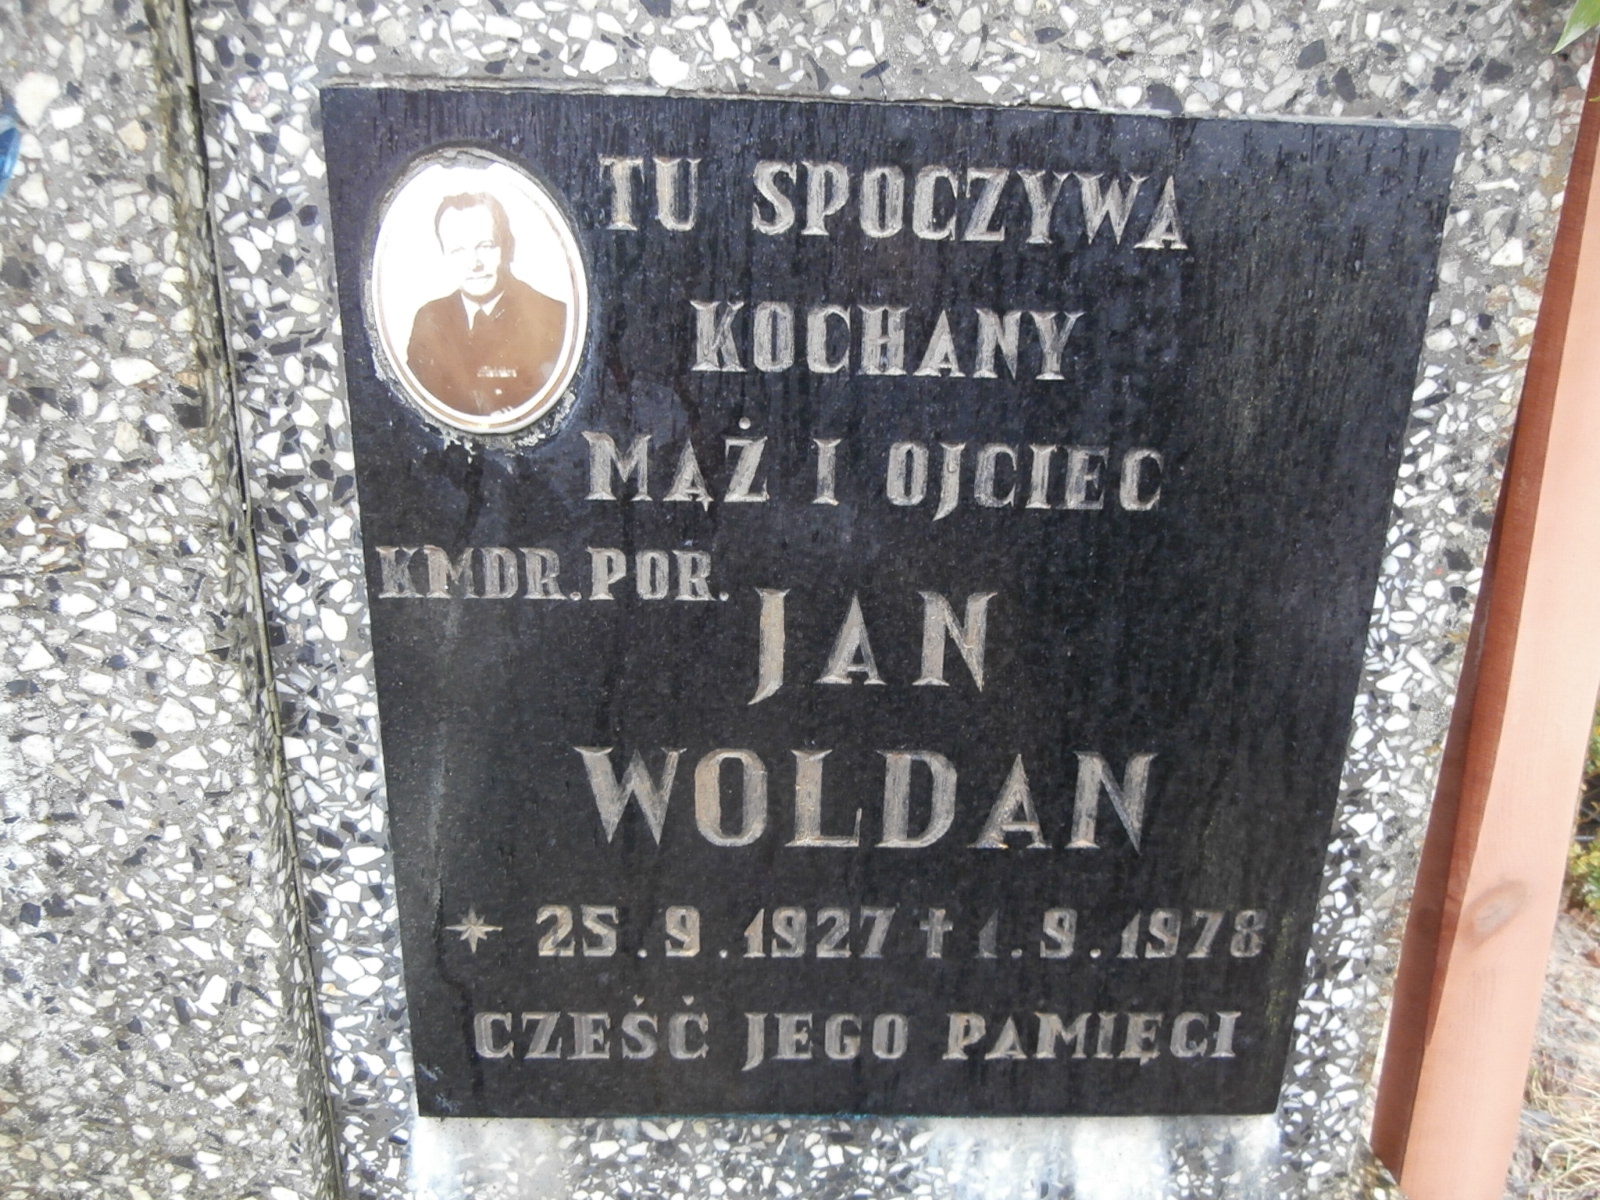 TU SPOCZYWA
KOCHANY
MĄŻ I OJCIEC
KMDR. POR.
JAN
WOLDAN
* 25.9.1927 † 1.9.1978
CZEŚĆ JEGO PAMIĘCI